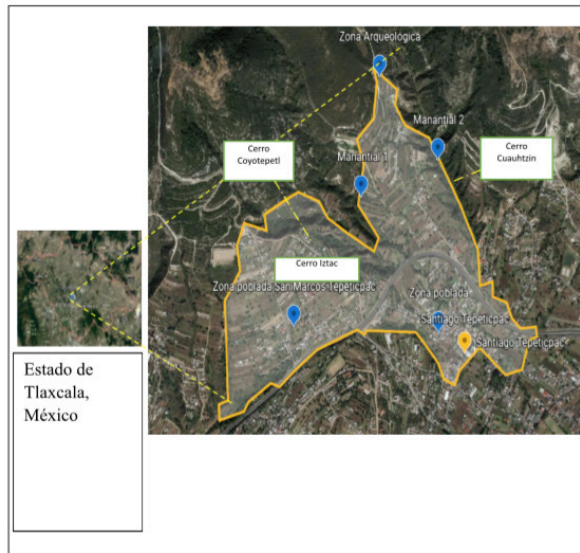 Zona Arqueológica
Manantial 2
Cerro
Coyotepetl
Manantial 1
Cerro
Cuauhtzin
Cerro Iztac
Zona poblada San Marcos Tepeticpac
Zona poblada
Santiago Tepeticpac
Santiago Tepeticpac
Estado de
Tlaxcala,
México